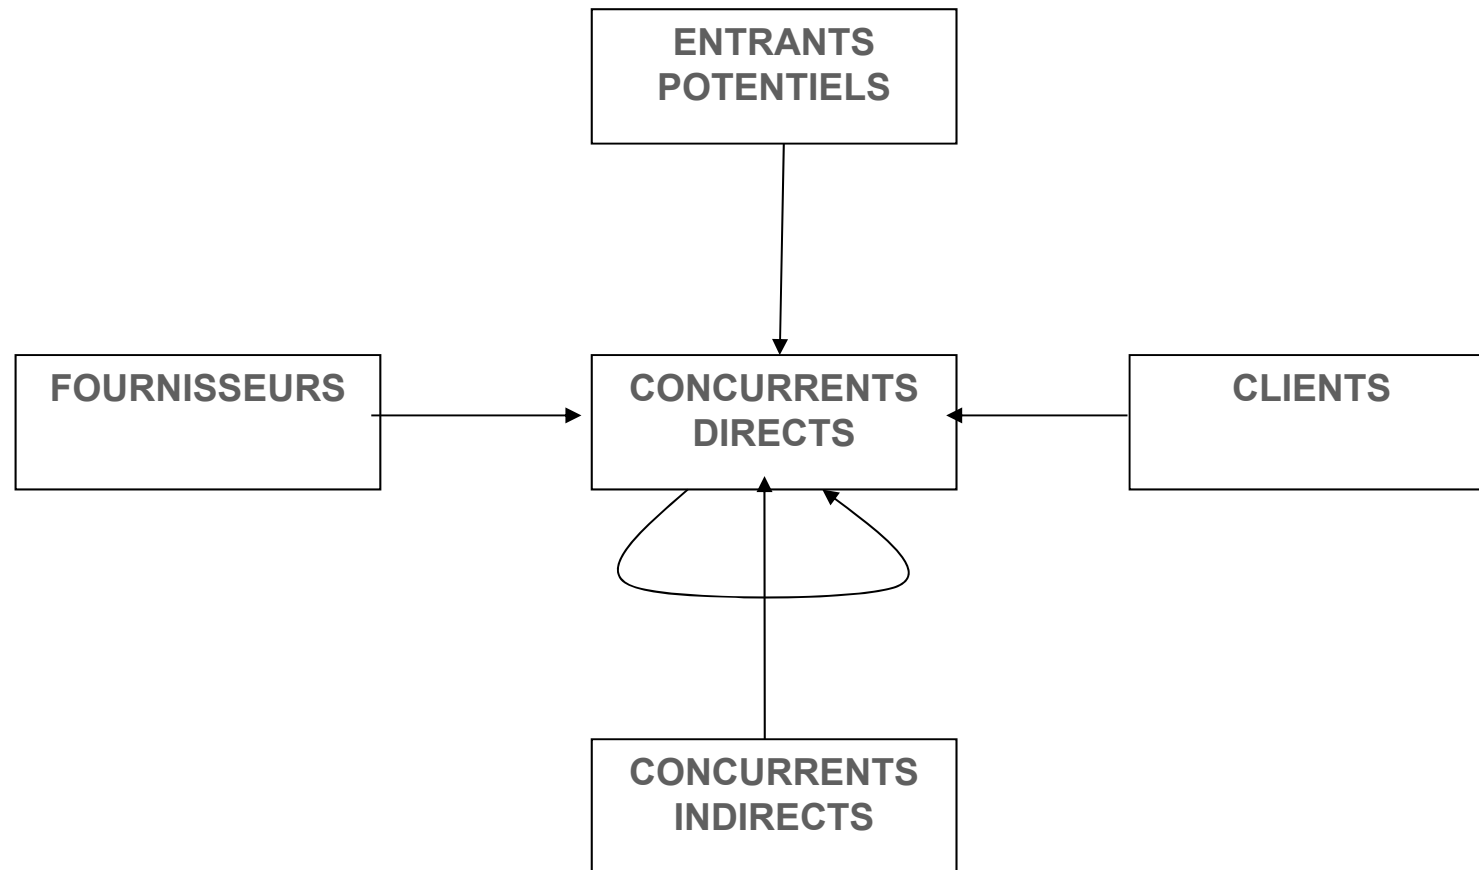 ENTRANTS
POTENTIELS
FOURNISSEURS
CONCURRENTS
DIRECTS
CLIENTS
CONCURRENTS
INDIRECTS